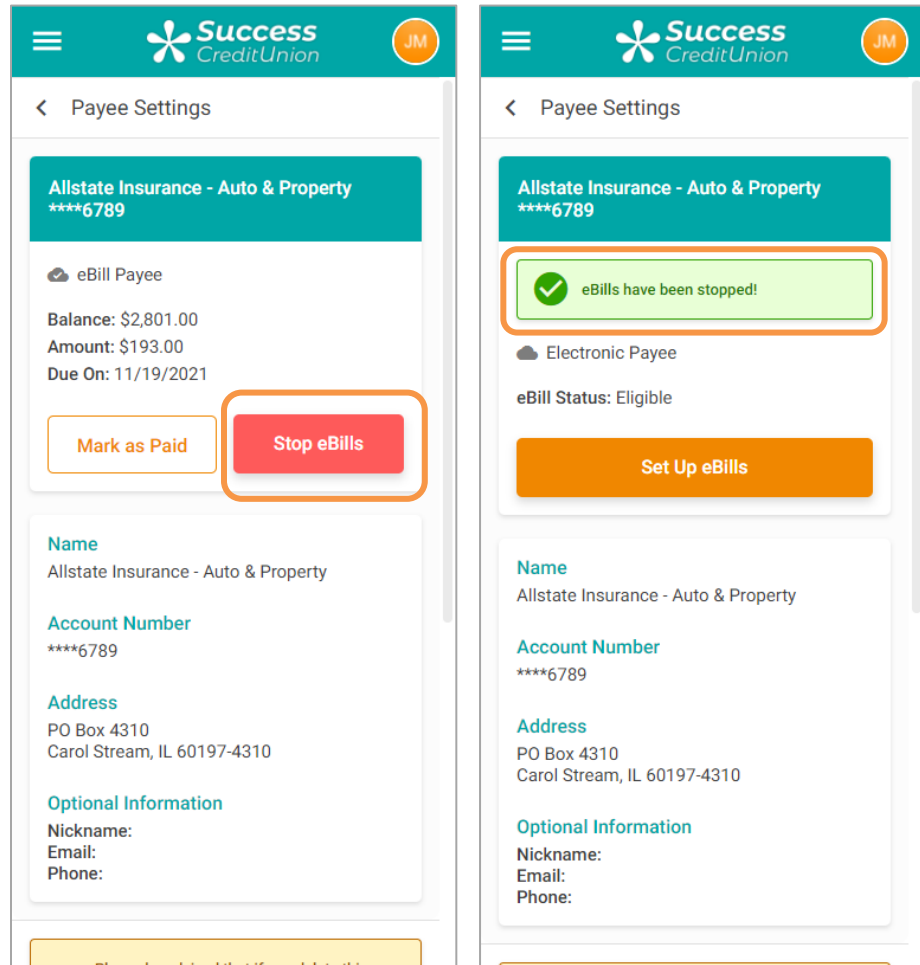 Success
CreditUnion
JM
Payee Settings
Allstate Insurance - Auto & Property
****6789
eBill Payee
Balance: $2,801.00
Amount: $193.00
Due On: 11/19/2021
Mark as Paid
Stop eBills
Name
Allstate Insurance - Auto & Property
Account Number
****6789
Address
PO Box 4310
Carol Stream, IL 60197-4310
Optional Information
Nickname:
Email:
Phone:
Success
CreditUnion
JM
Payee Settings
Allstate Insurance - Auto & Property
****6789
eBills have been stopped!
Electronic Payee
eBill Status: Eligible
Set Up eBills
Name
Allstate Insurance - Auto & Property
Account Number
****6789
Address
PO Box 4310
Carol Stream, IL 60197-4310
Optional Information
Nickname:
Email:
Phone: